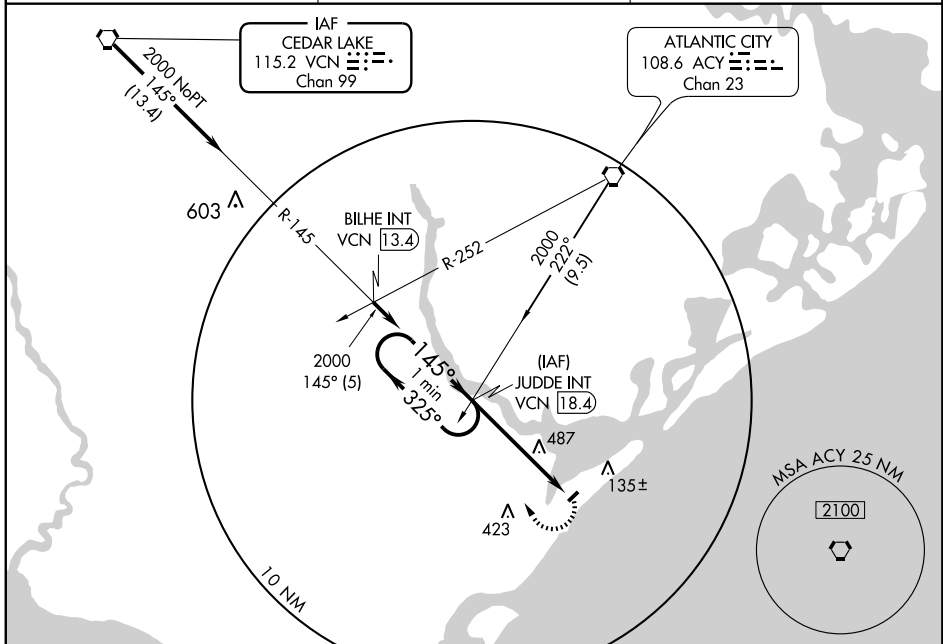 IAF
CEDAR LAKE
115.2 VCN
Chan 99
ATLANTIC CITY
108.6 ACY
Chan 23
2000 NoPT
145°
(13.4)
603
R-145
BILHE INT
VCN 13.4
R-252
2000
222°
(9.5)
2000
145° (5)
145°
1 min
325°
(IAF)
JUDDE INT
VCN 18.4
487
135±
423
10 NM
MSA ACY 25 NM
2100